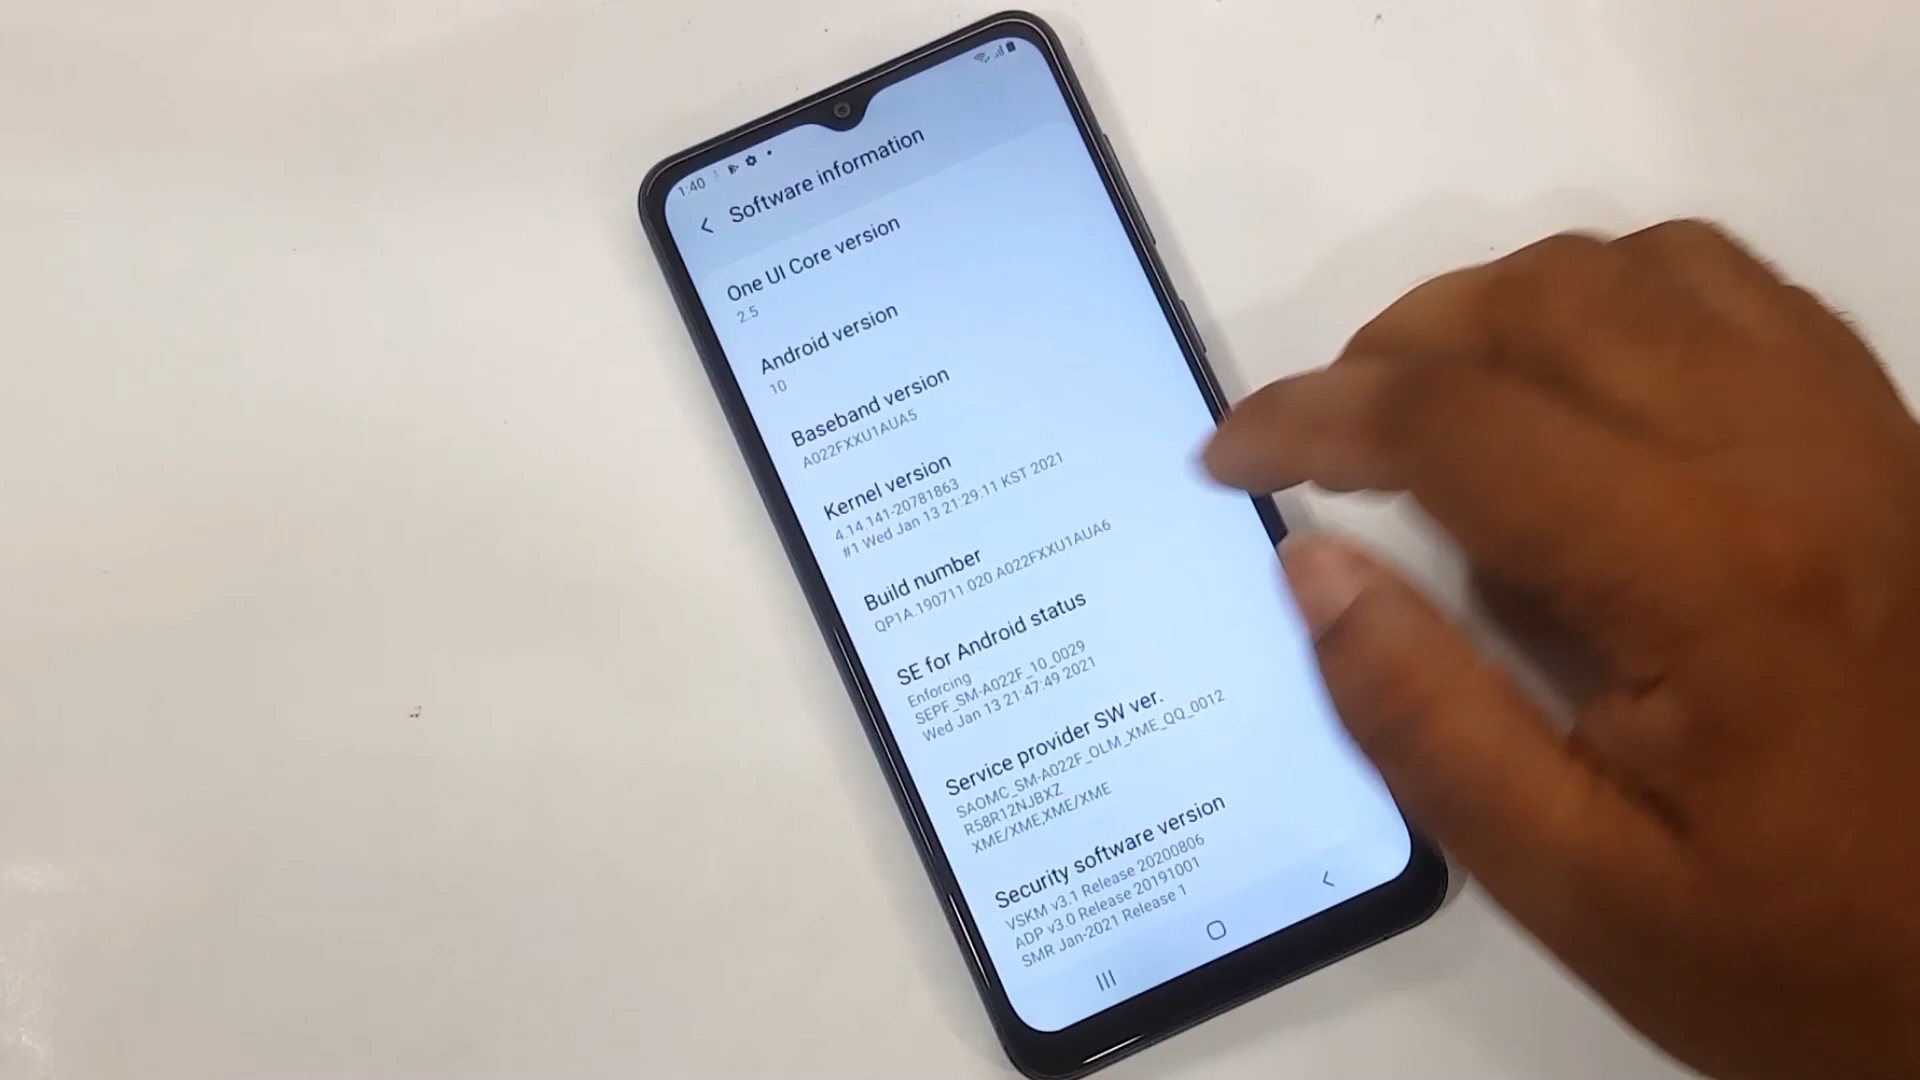 1:40
Software information
One UI Core version
2.5
Android version
10
Baseband version
A022FXXU1AUA5
Kernel version
4.14.141-20781863
#1 Wed Jan 13 21:29:11 KST 2021
Build number
QP1A.190711.020.A022FXXU1AUA6
SE for Android status
Enforcing
SEPF_SM-A022F_10_0029
Wed Jan 13 21:47:49 2021
Service provider SW ver.
SAOMC_SM-A022F_OLM_XME_QQ_0012
R58R12NJBXZ
XME/XME,XME/XME
Security software version
VSKM v3.1 Release 20200806
ADP v3.0 Release 20191001
SMR Jan-2021 Release 1